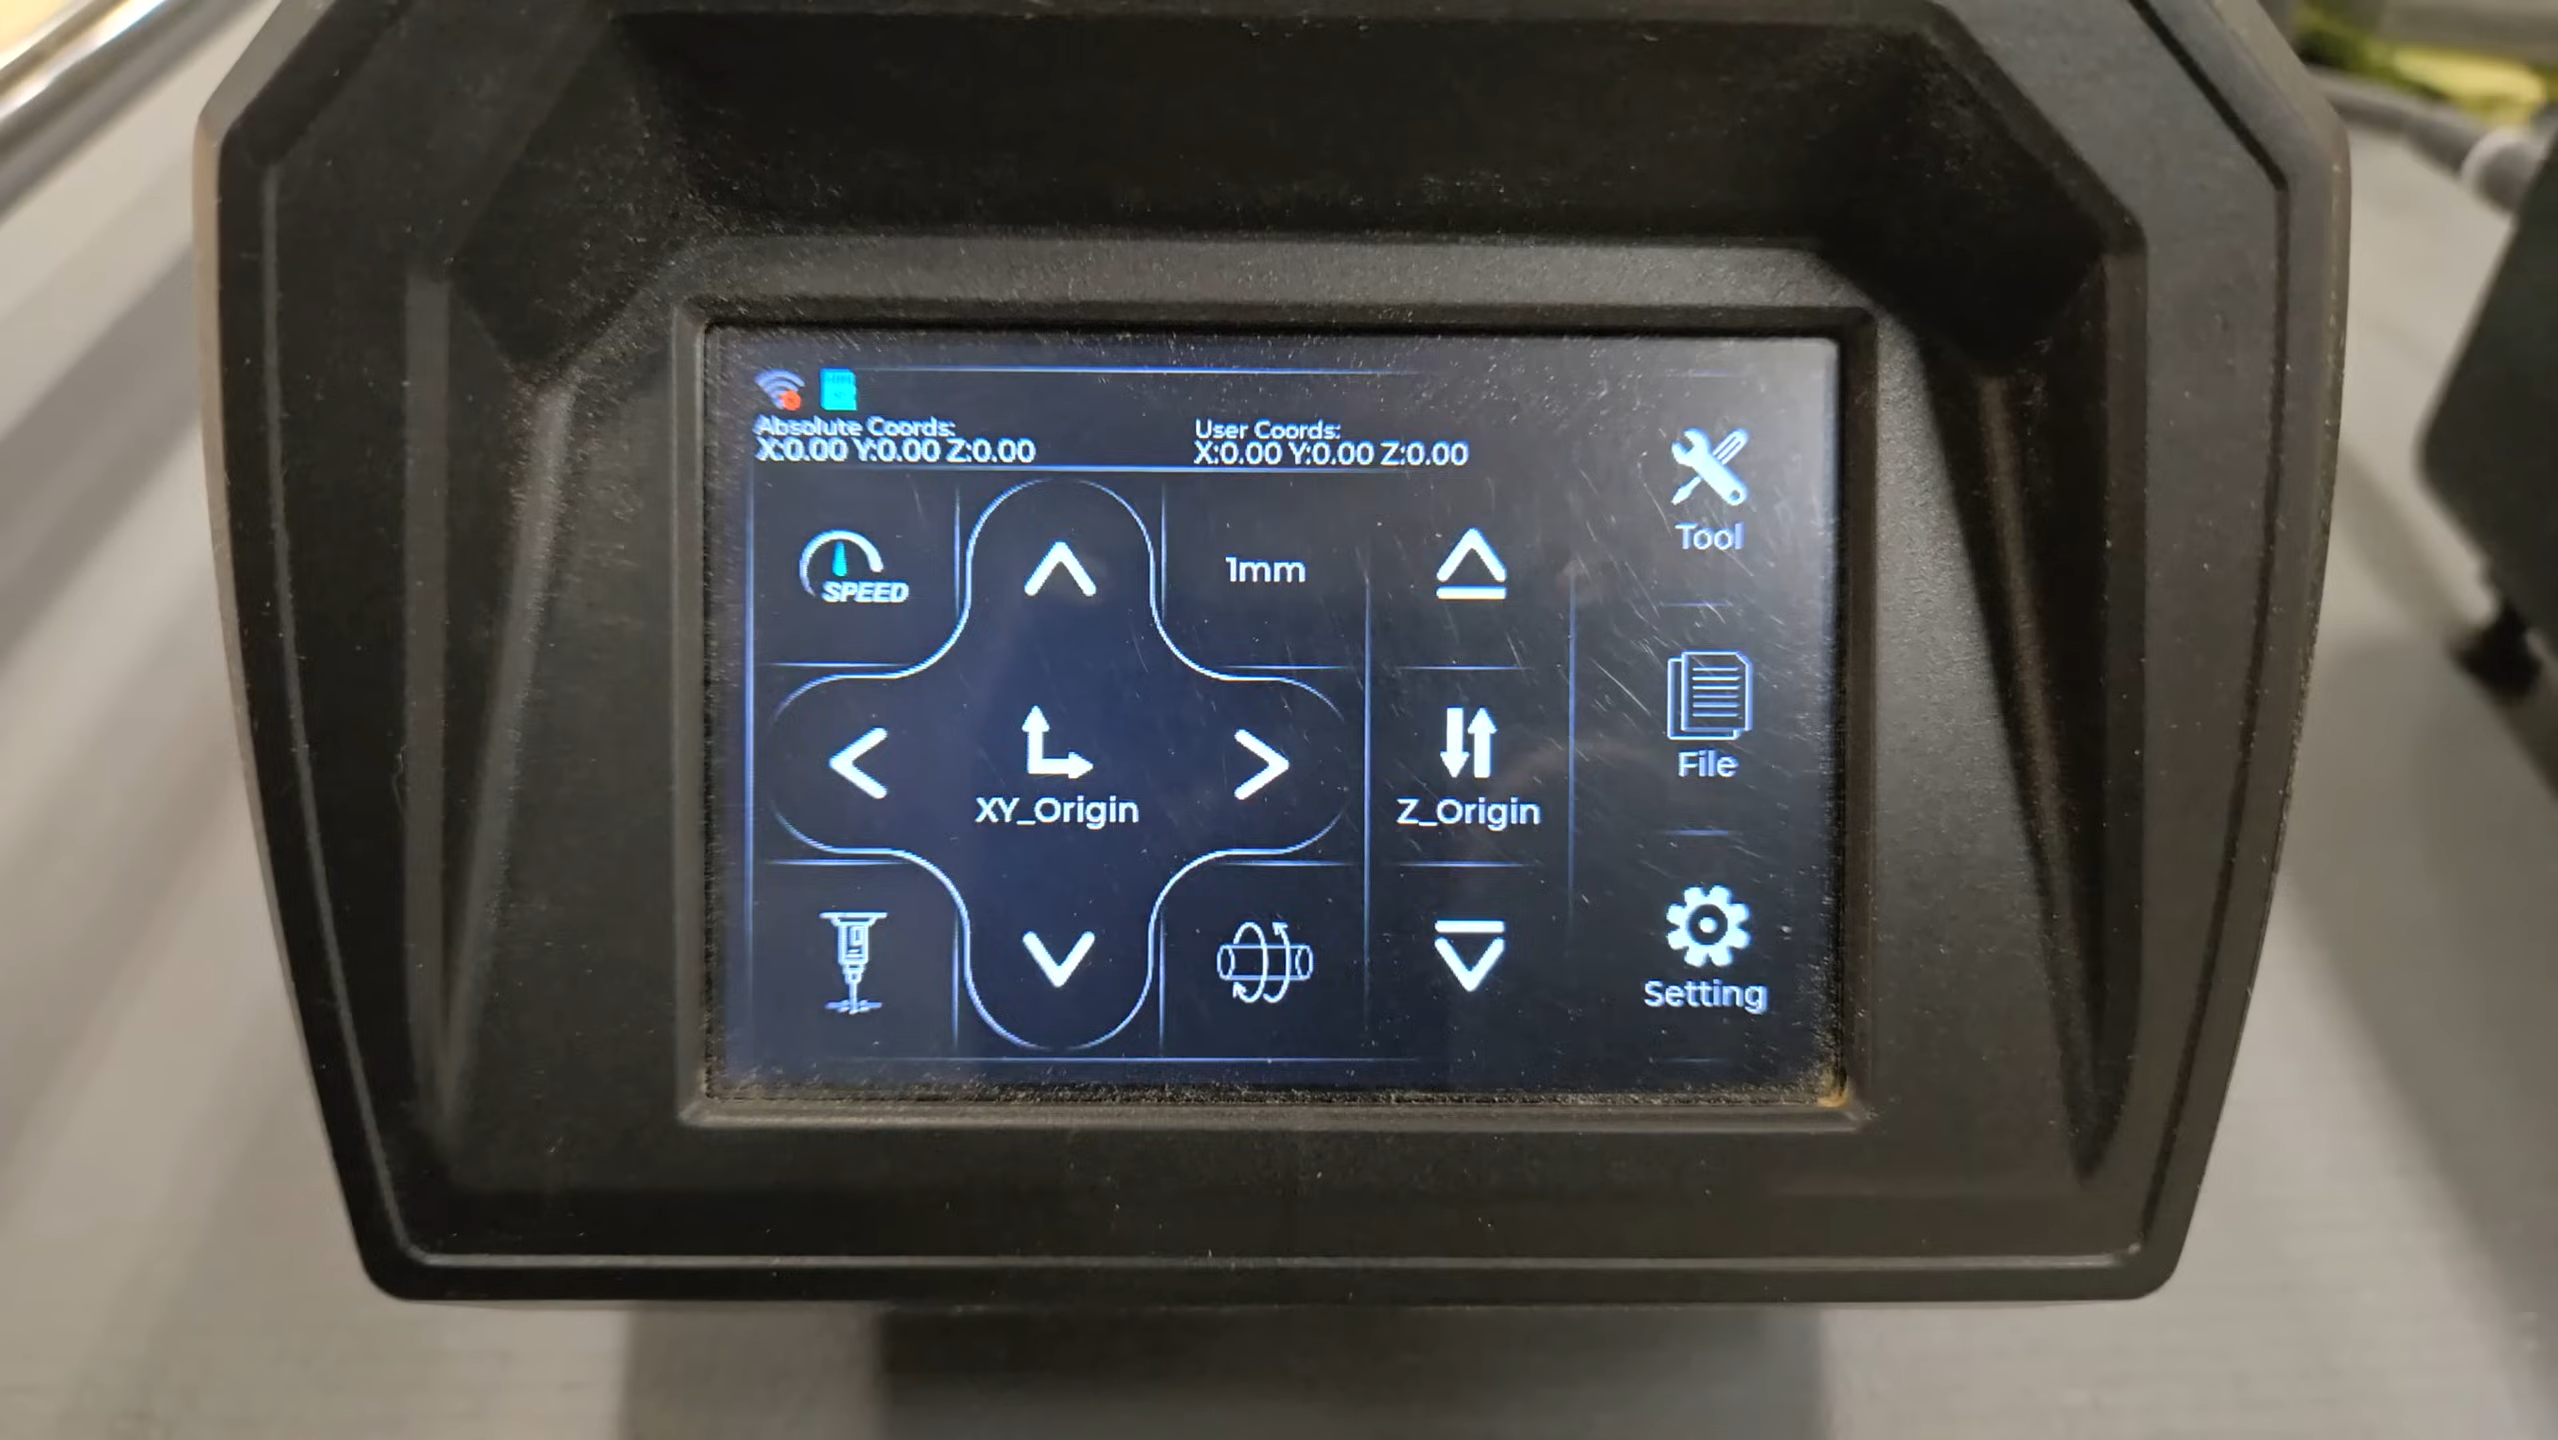 Absolute Coords:
X:0.00 Y:0.00 Z:0.00
User Coords:
X:0.00 Y:0.00 Z:0.00
SPEED
1mm
Tool
XY_Origin
Z_Origin
File
Setting